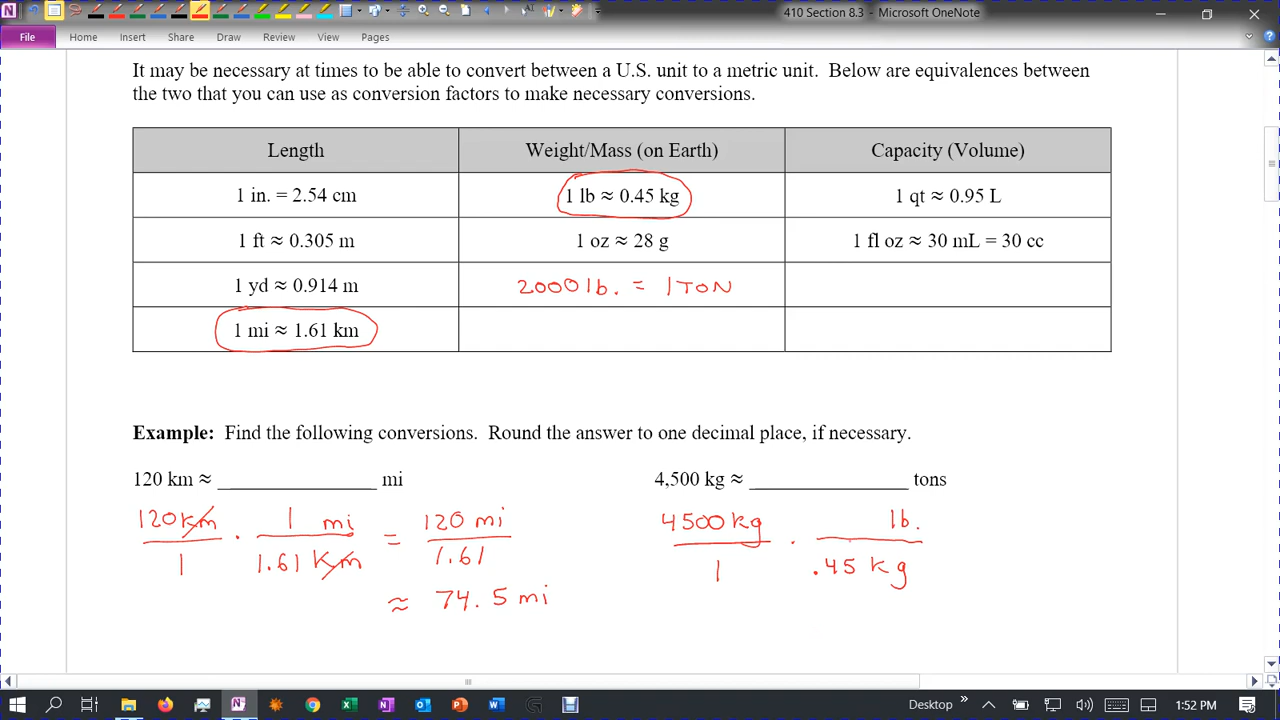 410 Section 8.3 - Microsoft OneNote
File Home Insert Share Draw Review View Pages
It may be necessary at times to be able to convert between a U.S. unit to a metric unit. Below are equivalences between
the two that you can use as conversion factors to make necessary conversions.
Length Weight/Mass (on Earth) Capacity (Volume)
1 in. = 2.54 cm 1 lb ≈ 0.45 kg 1 qt ≈ 0.95 L
1 ft ≈ 0.305 m 1 oz ≈ 28 g 1 fl oz ≈ 30 mL = 30 cc
1 yd ≈ 0.914 m 2000 lb. = 1 TON
1 mi ≈ 1.61 km
Example: Find the following conversions. Round the answer to one decimal place, if necessary.
120 km ≈ _______________ mi 4,500 kg ≈ _______________ tons
120 km · 1 mi = 120 mi 4500 kg · lb.
1 1.61 km 1.61 1 .45 kg
≈ 74.5 mi
Desktop » 1:52 PM